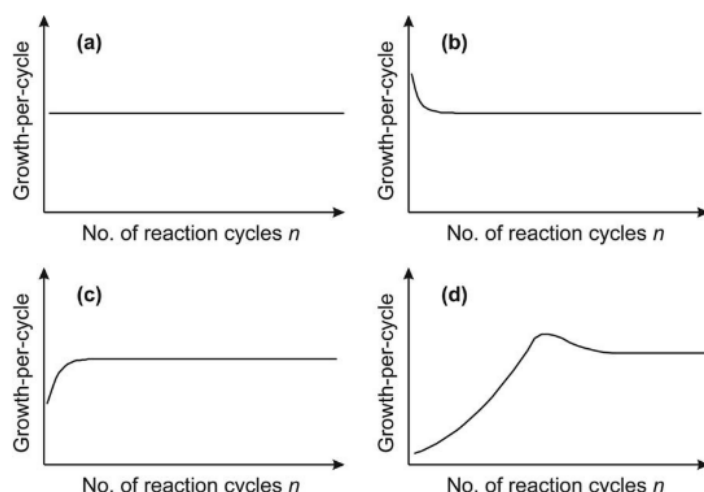 (a)
Growth-per-cycle
No. of reaction cycles n
(b)
Growth-per-cycle
No. of reaction cycles n
(c)
Growth-per-cycle
No. of reaction cycles n
(d)
Growth-per-cycle
No. of reaction cycles n